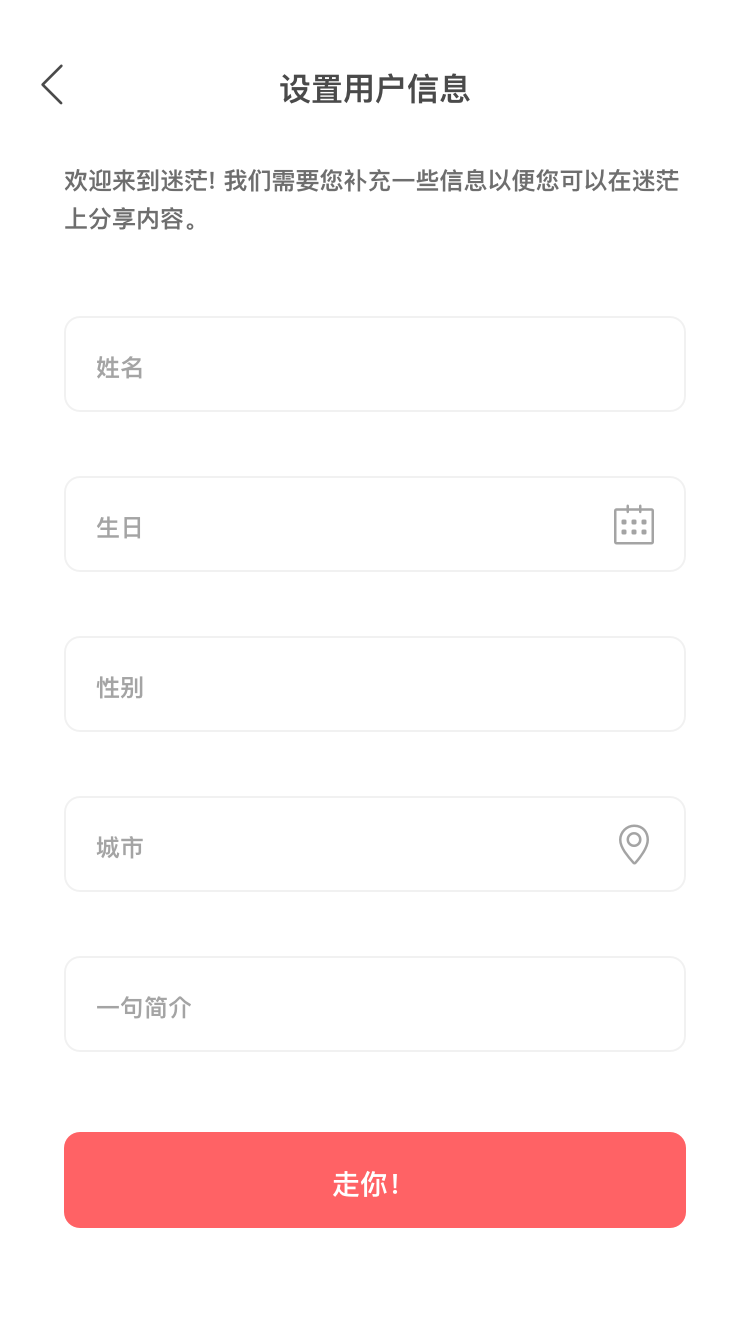 设置用户信息
欢迎来到迷茫! 我们需要您补充一些信息以便您可以在迷茫
上分享内容。
姓名
生日
性别
城市
一句简介
走你!